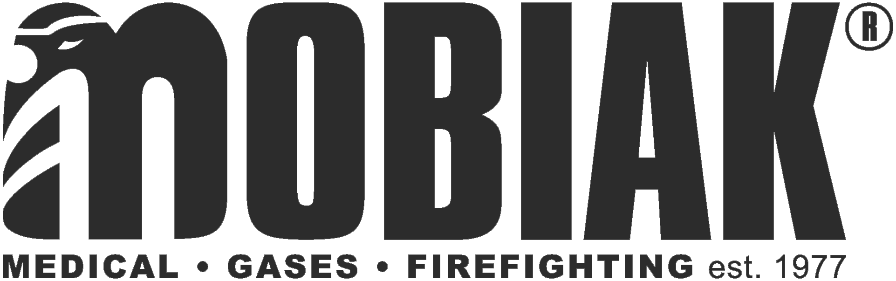 MOBIAK®
MEDICAL • GASES • FIREFIGHTING est. 1977